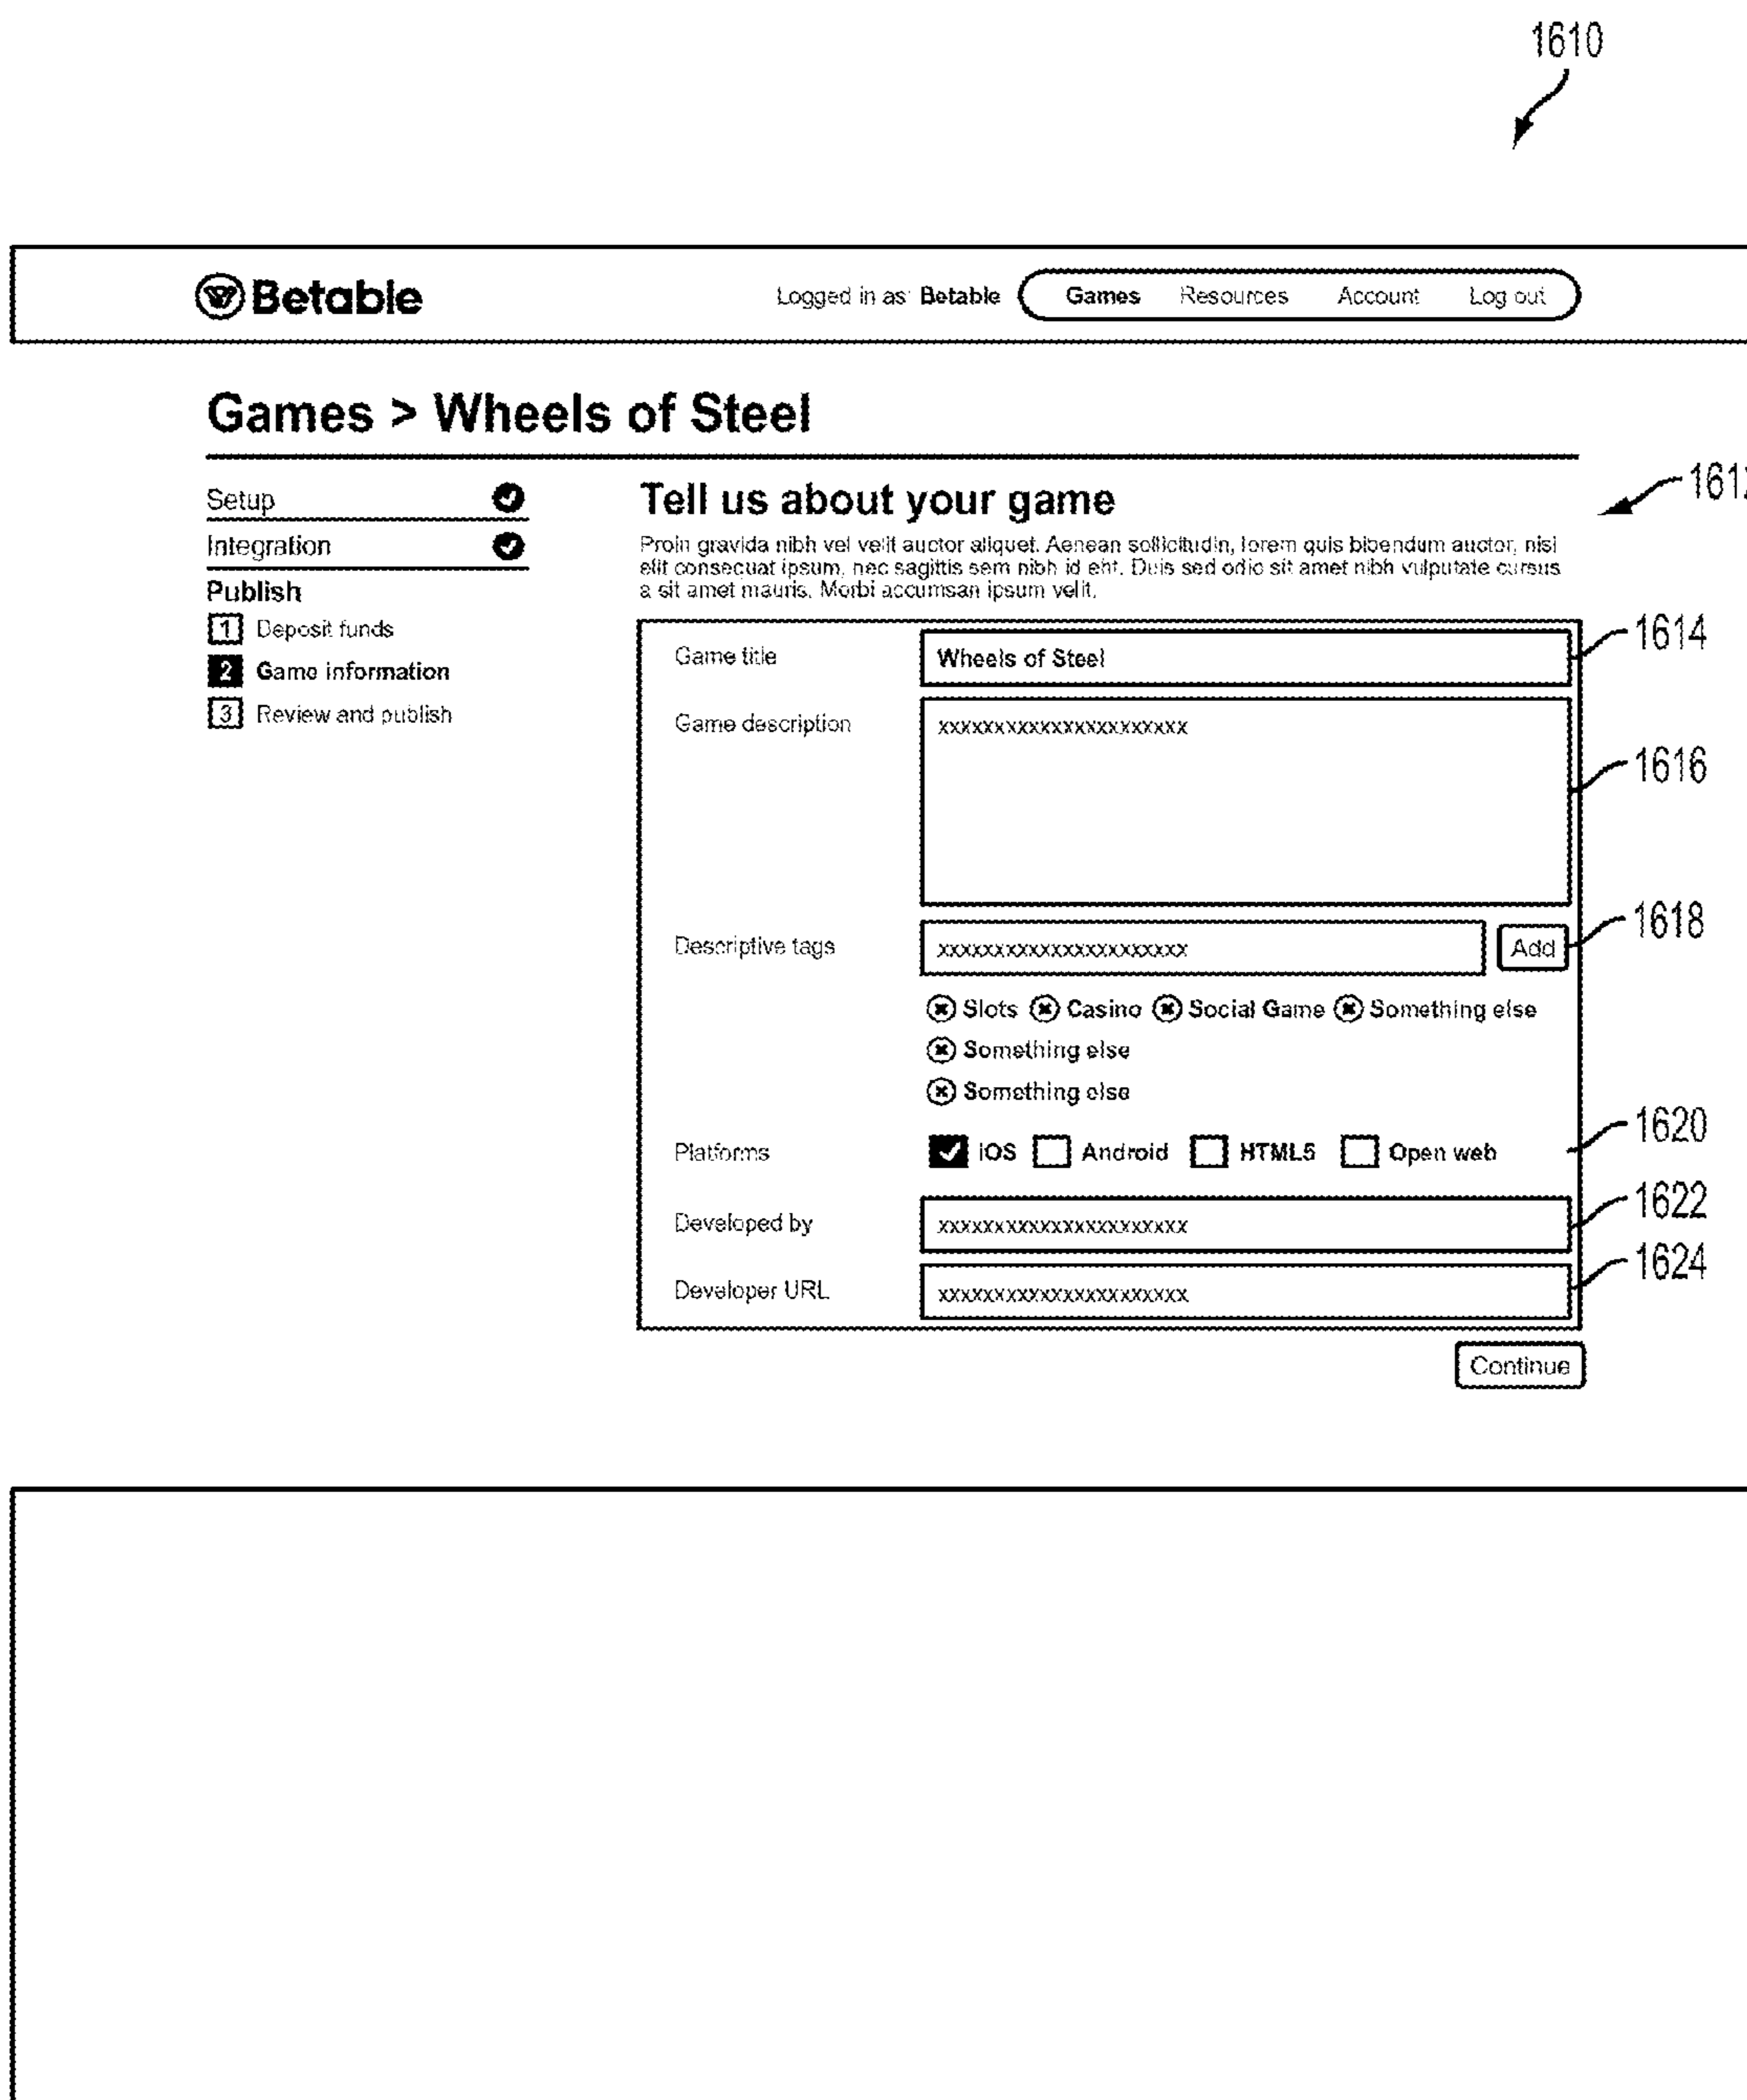 1610
Betable
Logged in as: Betable Games Resources Account Log out
Games > Wheels of Steel
Setup
Integration
Publish
1 Deposit funds
2 Game information
3 Review and publish
Tell us about your game
Proin gravida nibh vel velit auctor aliquet. Aenean sollicitudin, lorem quis bibendum auctor, nisi
elit consequat ipsum, nec sagittis sem nibh id elit. Duis sed odio sit amet nibh vulputate cursus
a sit amet mauris. Morbi accumsan ipsum velit.
Game title Wheels of Steel 1614
Game description xxxxxxxxxxxxxxxxxxxxxx
1616
Descriptive tags xxxxxxxxxxxxxxxxxxxxxx Add 1618
Slots Casino Social Game Something else
Something else
Something else
Platforms iOS Android HTML5 Open web 1620
Developed by xxxxxxxxxxxxxxxxxxxxxx 1622
Developer URL xxxxxxxxxxxxxxxxxxxxxx 1624
Continue